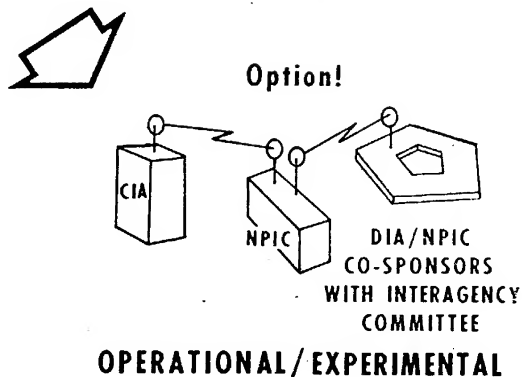 Option!
CIA
NPIC
DIA/NPIC
CO-SPONSORS
WITH INTERAGENCY
COMMITTEE
OPERATIONAL/EXPERIMENTAL